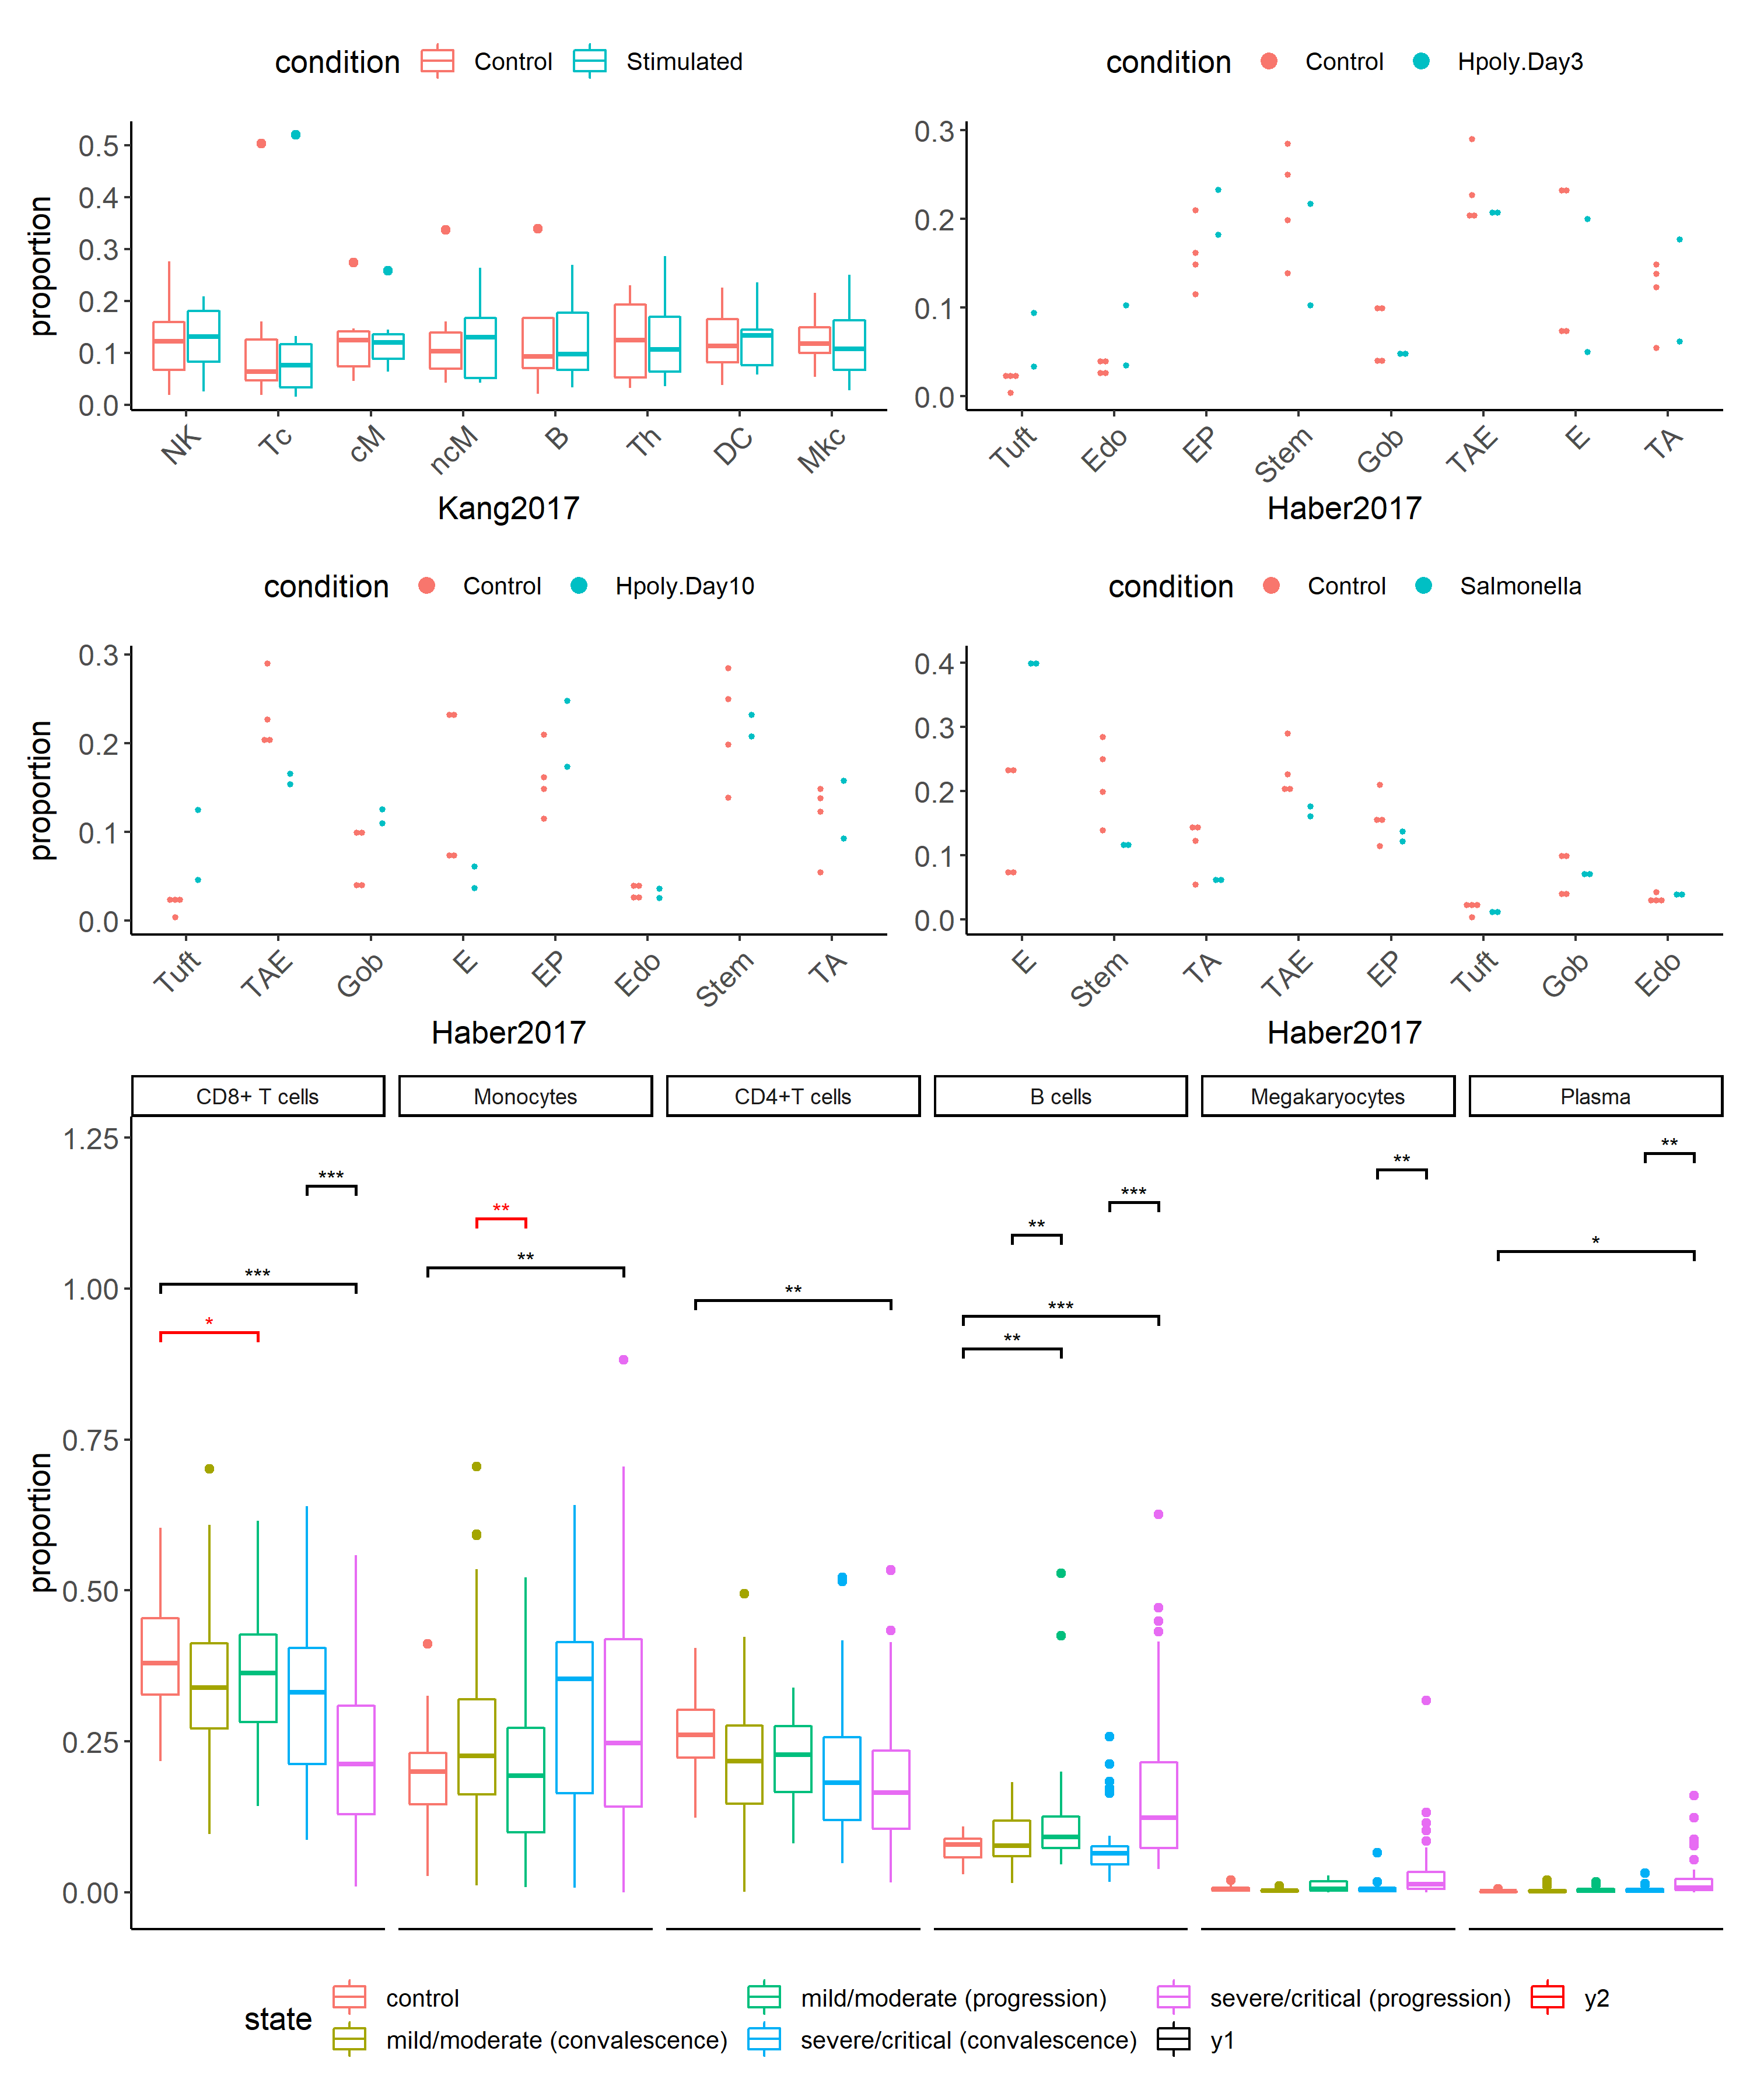 condition Control Stimulated
proportion
0.5
0.4
0.3
0.2
0.1
0.0
NK Tc cM ncM B Th DC Mkc
Kang2017
condition Control Hpoly.Day3
0.3
0.2
0.1
0.0
Tuft Edo EP Stem Gob TAE E TA
Haber2017
condition Control Hpoly.Day10
proportion
0.3
0.2
0.1
0.0
Tuft TAE Gob E EP Edo Stem TA
Haber2017
condition Control Salmonella
0.4
0.3
0.2
0.1
0.0
E Stem TA TAE EP Tuft Gob Edo
Haber2017
CD8+ T cells Monocytes CD4+T cells B cells Megakaryocytes Plasma
proportion
1.25
1.00
0.75
0.50
0.25
0.00
***
***
*
**
**
**
**
***
***
**
**
**
*
state
control mild/moderate (progression) severe/critical (progression) y2
mild/moderate (convalescence) severe/critical (convalescence) y1